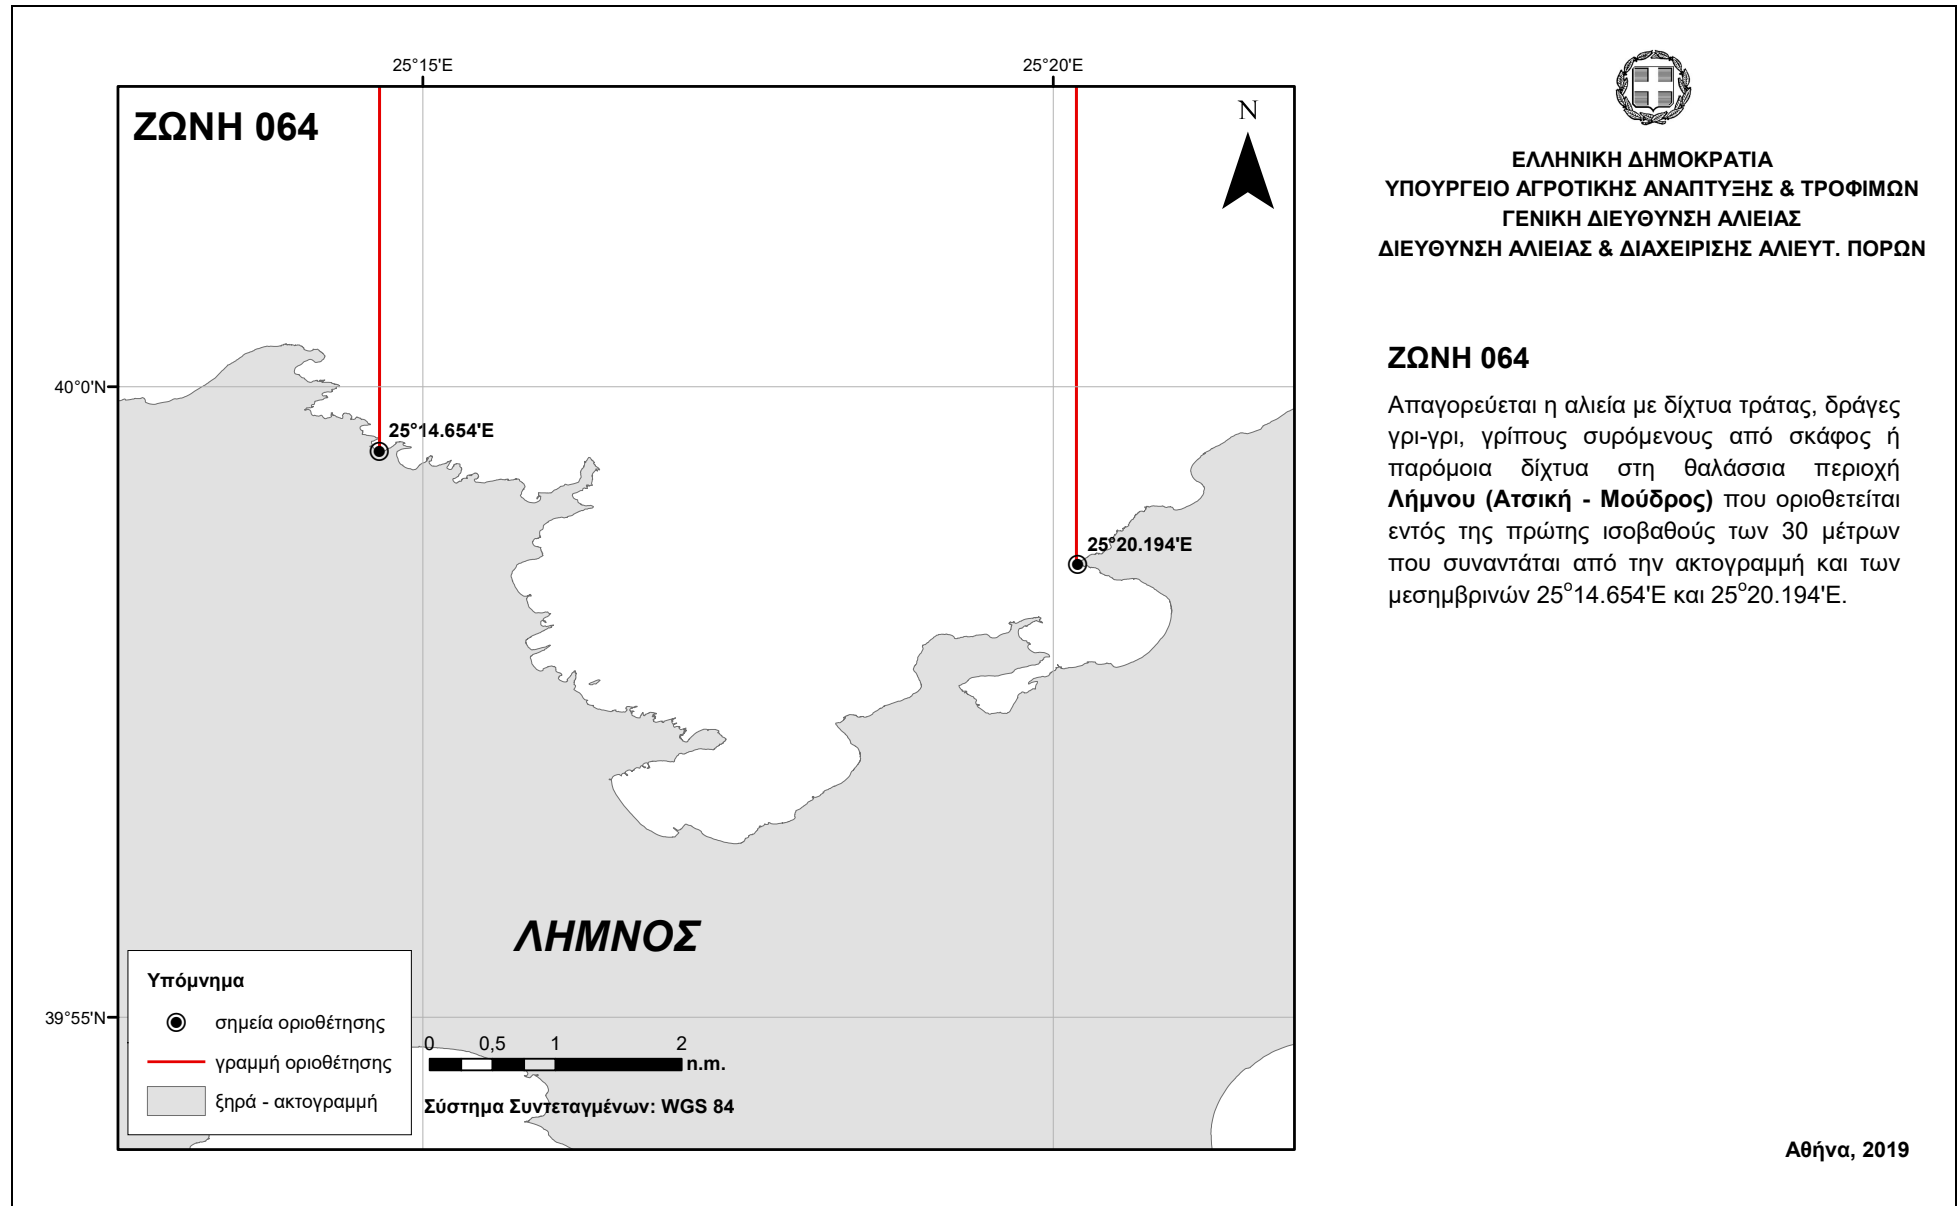 25°15'E
25°20'E
ΖΩΝΗ 064
N
40°0'N
25°14.654'E
25°20.194'E
ΛΗΜΝΟΣ
39°55'N
Υπόμνημα
σημεία οριοθέτησης
γραμμή οριοθέτησης
ξηρά - ακτογραμμή
0 0,5 1 2
n.m.
Σύστημα Συντεταγμένων: WGS 84
ΕΛΛΗΝΙΚΗ ΔΗΜΟΚΡΑΤΙΑ
ΥΠΟΥΡΓΕΙΟ ΑΓΡΟΤΙΚΗΣ ΑΝΑΠΤΥΞΗΣ & ΤΡΟΦΙΜΩΝ
ΓΕΝΙΚΗ ΔΙΕΥΘΥΝΣΗ ΑΛΙΕΙΑΣ
ΔΙΕΥΘΥΝΣΗ ΑΛΙΕΙΑΣ & ΔΙΑΧΕΙΡΙΣΗΣ ΑΛΙΕΥΤ. ΠΟΡΩΝ
ΖΩΝΗ 064
Απαγορεύεται η αλιεία με δίχτυα τράτας, δράγες
γρι-γρι, γρίπους συρόμενους από σκάφος ή
παρόμοια δίχτυα στη θαλάσσια περιοχή
Λήμνου (Ατσική - Μούδρος) που οριοθετείται
εντός της πρώτης ισοβαθούς των 30 μέτρων
που συναντάται από την ακτογραμμή και των
μεσημβρινών 25°14.654'E και 25°20.194'E.
Αθήνα, 2019